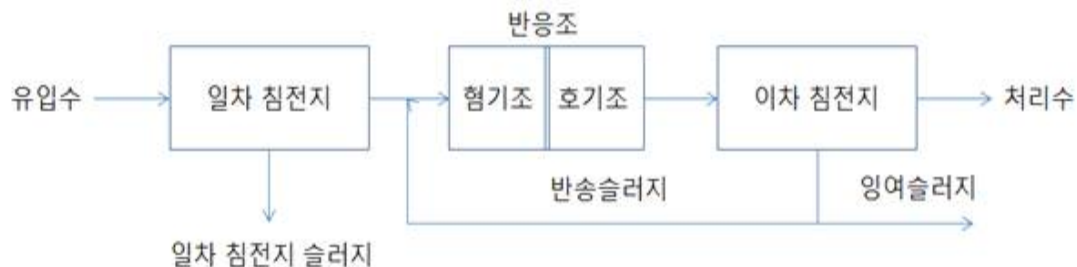 반응조
유입수
일차 침전지
혐기조
호기조
이차 침전지
처리수
반송슬러지
잉여슬러지
일차 침전지 슬러지